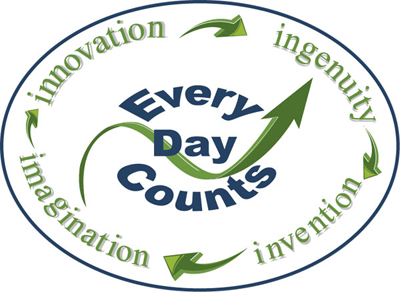 innovation
ingenuity
invention
imagination
Every
Day
Counts